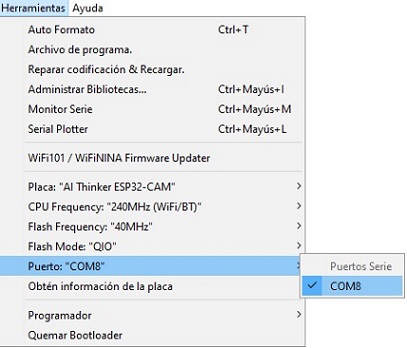 Herramientas Ayuda
Auto Formato Ctrl+T
Archivo de programa.
Reparar codificación & Recargar.
Administrar Bibliotecas... Ctrl+Mayús+I
Monitor Serie Ctrl+Mayús+M
Serial Plotter Ctrl+Mayús+L
WiFi101 / WiFiNINA Firmware Updater
Placa: "AI Thinker ESP32-CAM"
CPU Frequency: "240MHz (WiFi/BT)"
Flash Frequency: "40MHz"
Flash Mode: "QIO"
Puerto: "COM8"
Puertos Serie
COM8
Obtén información de la placa
Programador
Quemar Bootloader